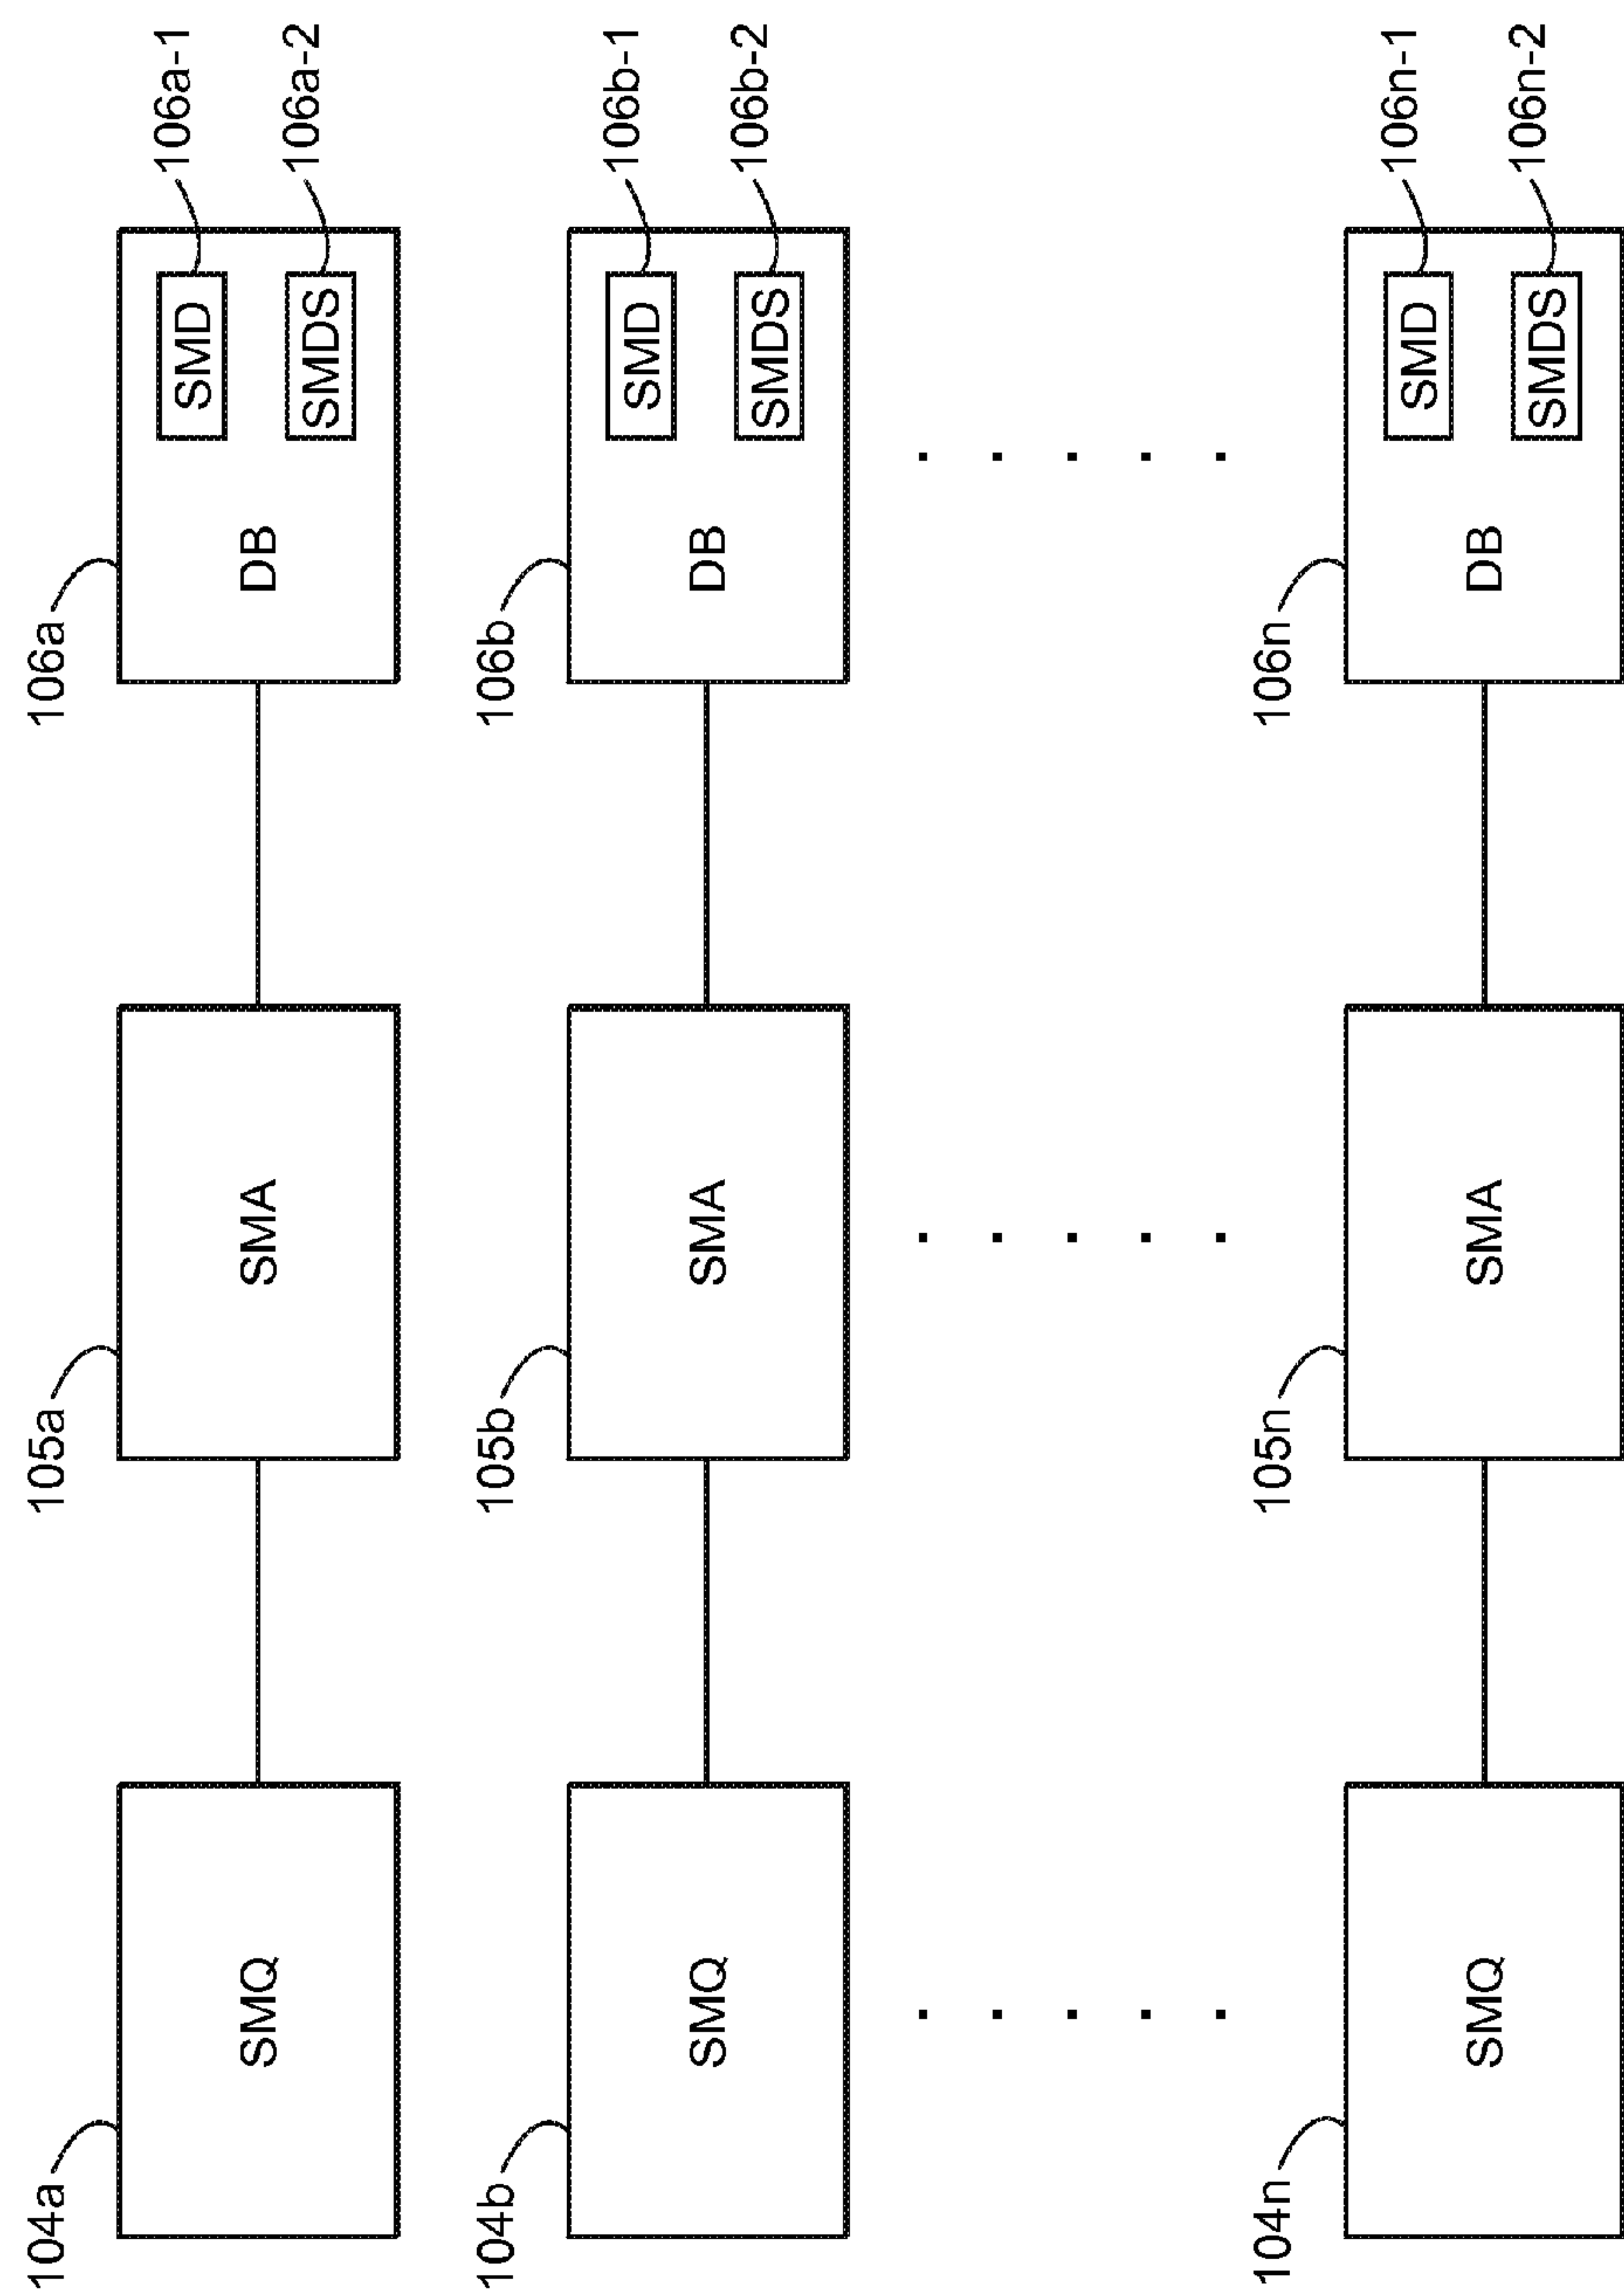 104a
SMQ
105a
SMA
106a
DB
SMD
106a-1
SMDS
106a-2
104b
SMQ
105b
SMA
106b
DB
SMD
106b-1
SMDS
106b-2
104n
SMQ
105n
SMA
106n
DB
SMD
106n-1
SMDS
106n-2